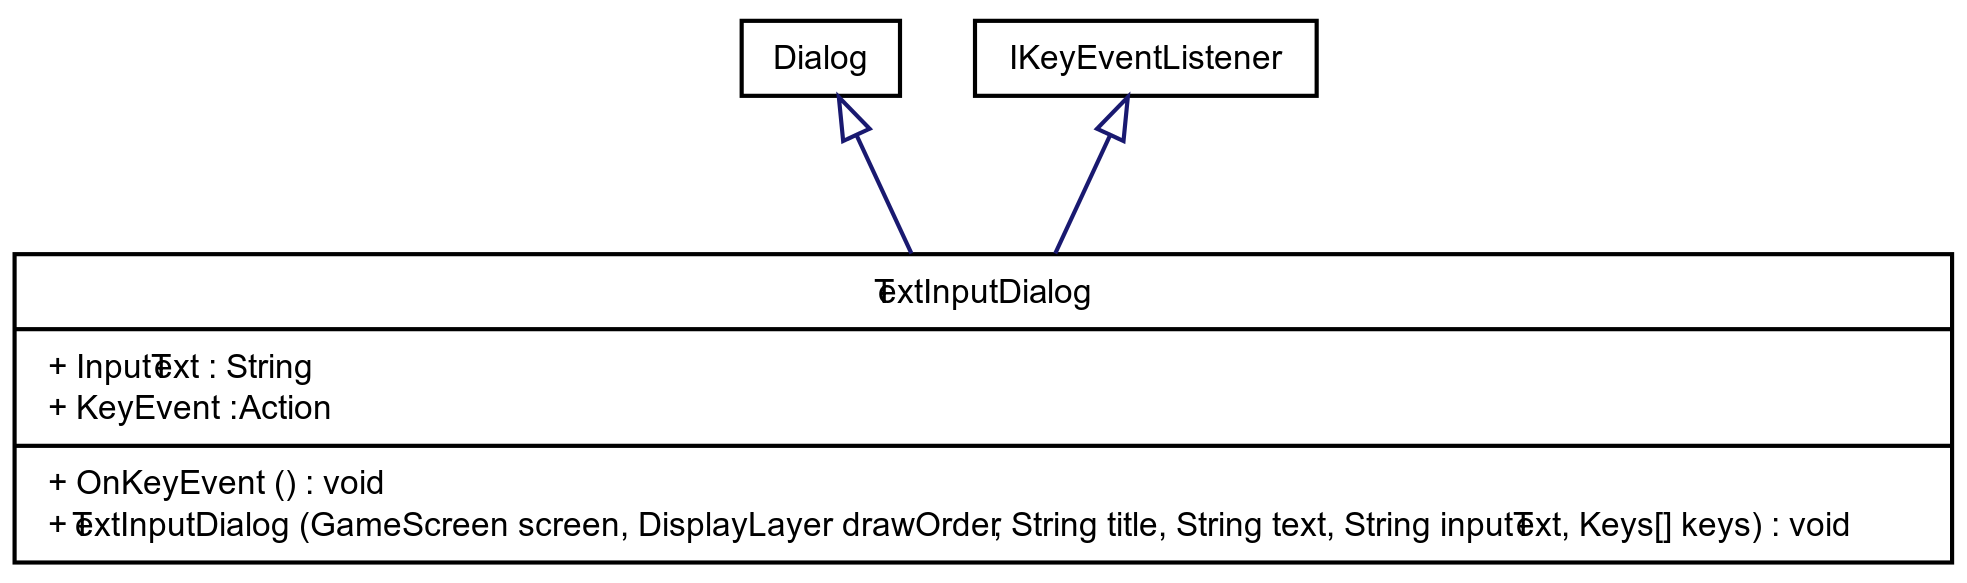 Dialog
IKeyEventListener
TextInputDialog
+ InputText : String
+ KeyEvent :Action
+ OnKeyEvent () : void
+ TextInputDialog (GameScreen screen, DisplayLayer drawOrder, String title, String text, String inputText, Keys[] keys) : void